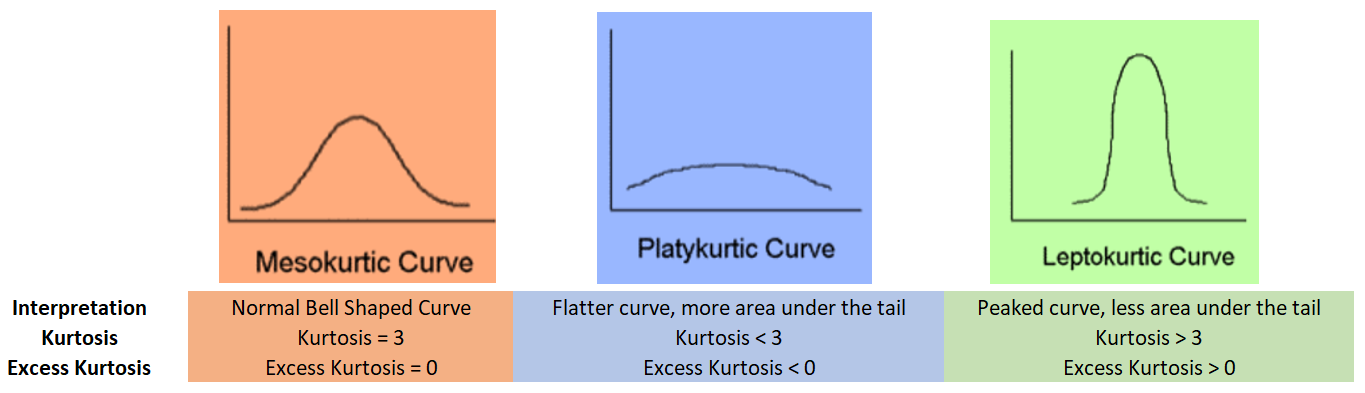 Mesokurtic Curve
Platykurtic Curve
Leptokurtic Curve
Interpretation Normal Bell Shaped Curve Flatter curve, more area under the tail Peaked curve, less area under the tail
Kurtosis Kurtosis = 3 Kurtosis < 3 Kurtosis > 3
Excess Kurtosis Excess Kurtosis = 0 Excess Kurtosis < 0 Excess Kurtosis > 0